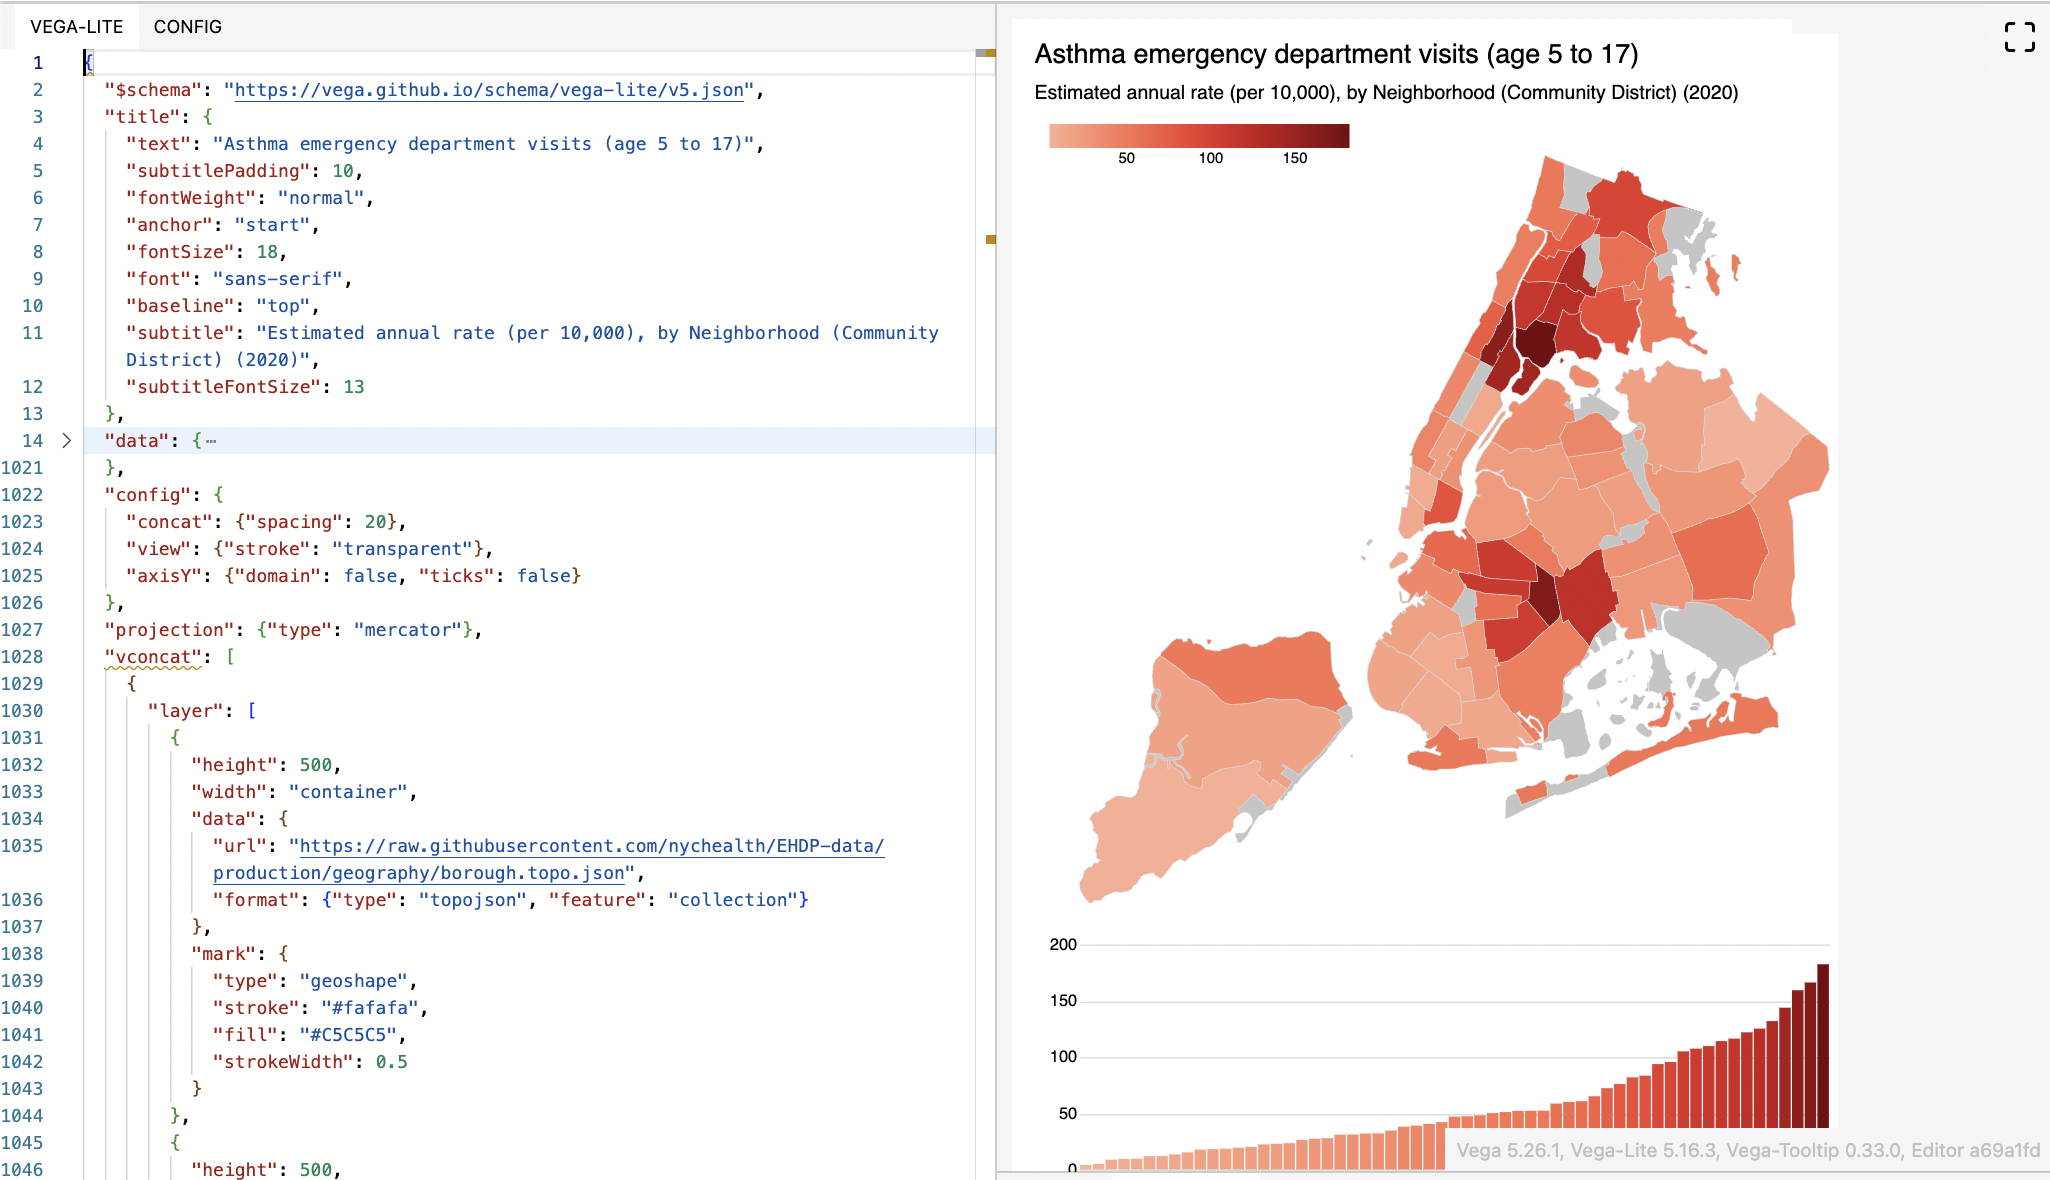 VEGA-LITE CONFIG
1 {
2 "$schema": "https://vega.github.io/schema/vega-lite/v5.json",
3 "title": {
4 "text": "Asthma emergency department visits (age 5 to 17)",
5 "subtitlePadding": 10,
6 "fontWeight": "normal",
7 "anchor": "start",
8 "fontSize": 18,
9 "font": "sans-serif",
10 "baseline": "top",
11 "subtitle": "Estimated annual rate (per 10,000), by Neighborhood (Community
District) (2020)",
12 "subtitleFontSize": 13
13 },
14 "data": {⋯
1021 },
1022 "config": {
1023 "concat": {"spacing": 20},
1024 "view": {"stroke": "transparent"},
1025 "axisY": {"domain": false, "ticks": false}
1026 },
1027 "projection": {"type": "mercator"},
1028 "vconcat": [
1029 {
1030 "layer": [
1031 {
1032 "height": 500,
1033 "width": "container",
1034 "data": {
1035 "url": "https://raw.githubusercontent.com/nychealth/EHDP-data/
production/geography/borough.topo.json",
1036 "format": {"type": "topojson", "feature": "collection"}
1037 },
1038 "mark": {
1039 "type": "geoshape",
1040 "stroke": "#fafafa",
1041 "fill": "#C5C5C5",
1042 "strokeWidth": 0.5
1043 }
1044 },
1045 {
1046 "height": 500,
Asthma emergency department visits (age 5 to 17)
Estimated annual rate (per 10,000), by Neighborhood (Community District) (2020)
50 100 150
200
150
100
50
0
Vega 5.26.1, Vega-Lite 5.16.3, Vega-Tooltip 0.33.0, Editor a69a1fd